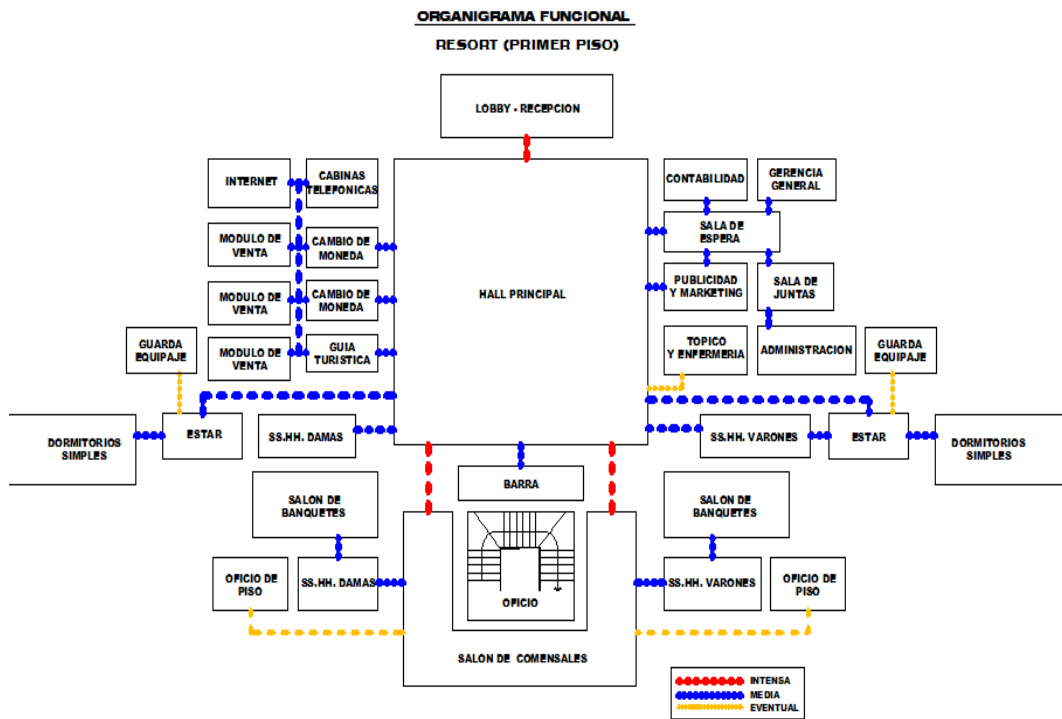 ORGANIGRAMA FUNCIONAL
RESORT (PRIMER PISO)
LOBBY - RECEPCION
INTERNET
CABINAS
TELEFONICAS
CONTABILIDAD
GERENCIA
GENERAL
MODULO DE
VENTA
CAMBIO DE
MONEDA
SALA DE
ESPERA
MODULO DE
VENTA
CAMBIO DE
MONEDA
HALL PRINCIPAL
PUBLICIDAD
Y MARKETING
SALA DE
JUNTAS
GUARDA
EQUIPAJE
MODULO DE
VENTA
GUIA
TURISTICA
TOPICO
Y ENFERMERIA
ADMINISTRACION
GUARDA
EQUIPAJE
DORMITORIOS
SIMPLES
ESTAR
SS.HH. DAMAS
SS.HH. VARONES
ESTAR
DORMITORIOS
SIMPLES
BARRA
SALON DE
BANQUETES
SALON DE
BANQUETES
OFICIO DE
PISO
SS.HH. DAMAS
OFICIO
SS.HH. VARONES
OFICIO DE
PISO
SALON DE COMENSALES
INTENSA
MEDIA
EVENTUAL